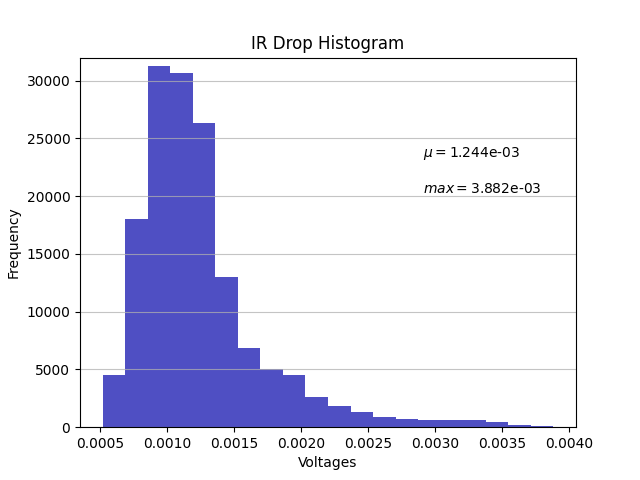 IR Drop Histogram
30000
25000
20000
15000
10000
5000
0
Frequency
μ = 1.244e-03
max = 3.882e-03
0.0005 0.0010 0.0015 0.0020 0.0025 0.0030 0.0035 0.0040
Voltages